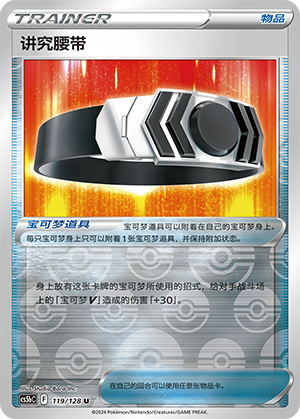 TRAINER
物品
讲究腰带
宝可梦道具
宝可梦道具可以附着在自己的宝可梦身上。
每只宝可梦身上只可以附着1张宝可梦道具，并保持附加状态。
身上放有这张卡牌的宝可梦所使用的招式，给对手战斗场
上的「宝可梦V」造成的伤害「+30」。
Illus. Studio Bora Inc.
CS5bC F 119/128 U
在自己的回合可以使用任意张物品卡。
©2024 Pokémon/Nintendo/Creatures/GAME FREAK.